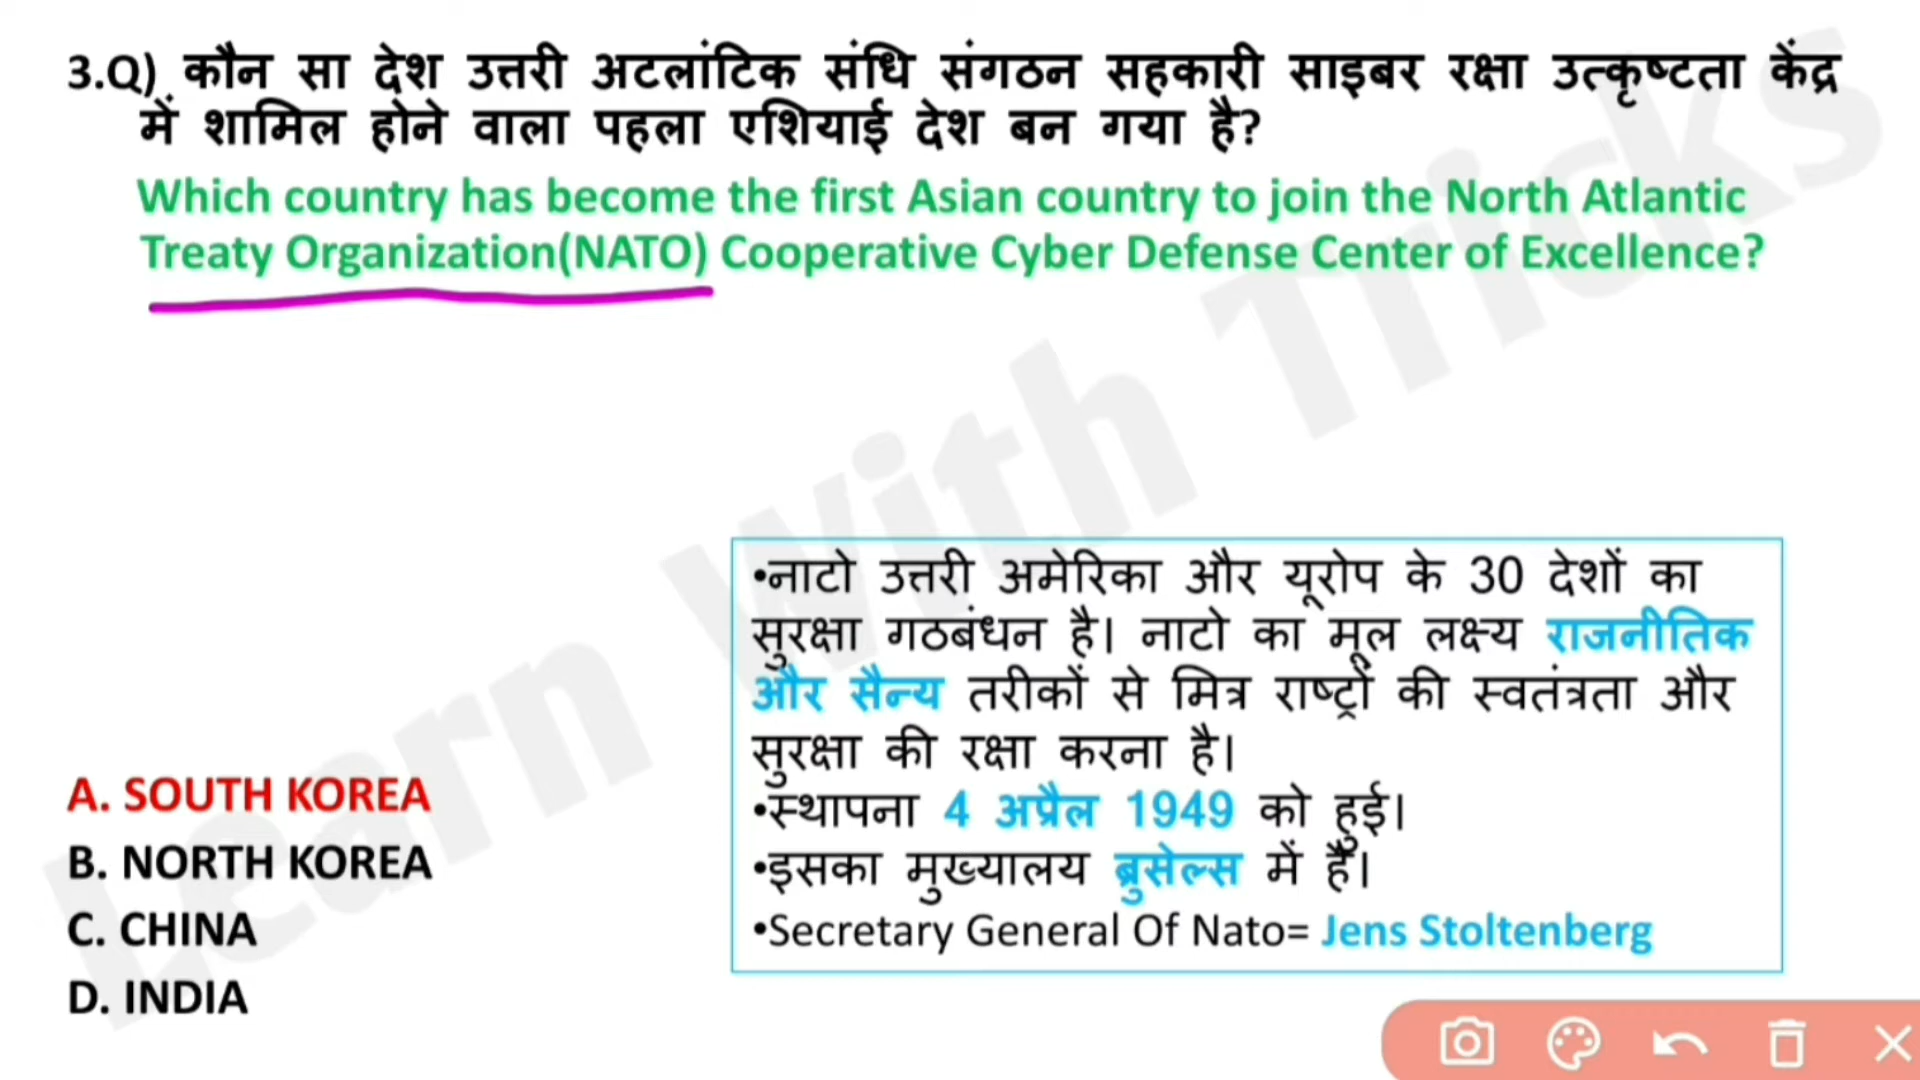 3.Q) कौन सा देश उत्तरी अटलांटिक संधि संगठन सहकारी साइबर रक्षा उत्कृष्टता केंद्र
में शामिल होने वाला पहला एशियाई देश बन गया है?
Which country has become the first Asian country to join the North Atlantic
Treaty Organization(NATO) Cooperative Cyber Defense Center of Excellence?
Learn With Tricks
A. SOUTH KOREA
B. NORTH KOREA
C. CHINA
D. INDIA
•नाटो उत्तरी अमेरिका और यूरोप के 30 देशों का
सुरक्षा गठबंधन है। नाटो का मूल लक्ष्य राजनीतिक
और सैन्य तरीकों से मित्र राष्ट्रों की स्वतंत्रता और
सुरक्षा की रक्षा करना है।
•स्थापना 4 अप्रैल 1949 को हुई।
•इसका मुख्यालय ब्रुसेल्स में है।
•Secretary General Of Nato= Jens Stoltenberg